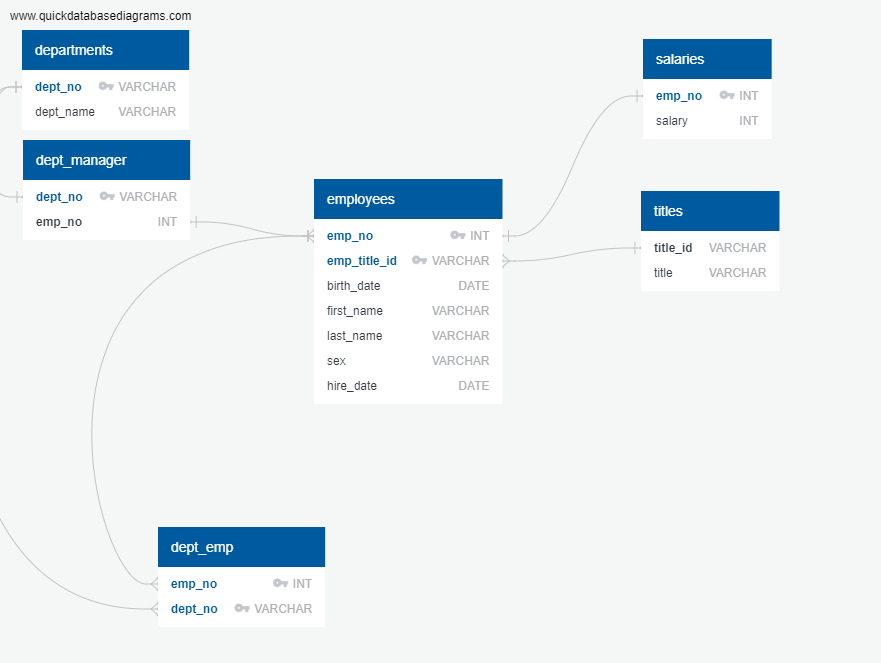 www.quickdatabasediagrams.com
departments
dept_no VARCHAR
dept_name VARCHAR
dept_manager
dept_no VARCHAR
emp_no INT
employees
emp_no INT
emp_title_id VARCHAR
birth_date DATE
first_name VARCHAR
last_name VARCHAR
sex VARCHAR
hire_date DATE
salaries
emp_no INT
salary INT
titles
title_id VARCHAR
title VARCHAR
dept_emp
emp_no INT
dept_no VARCHAR